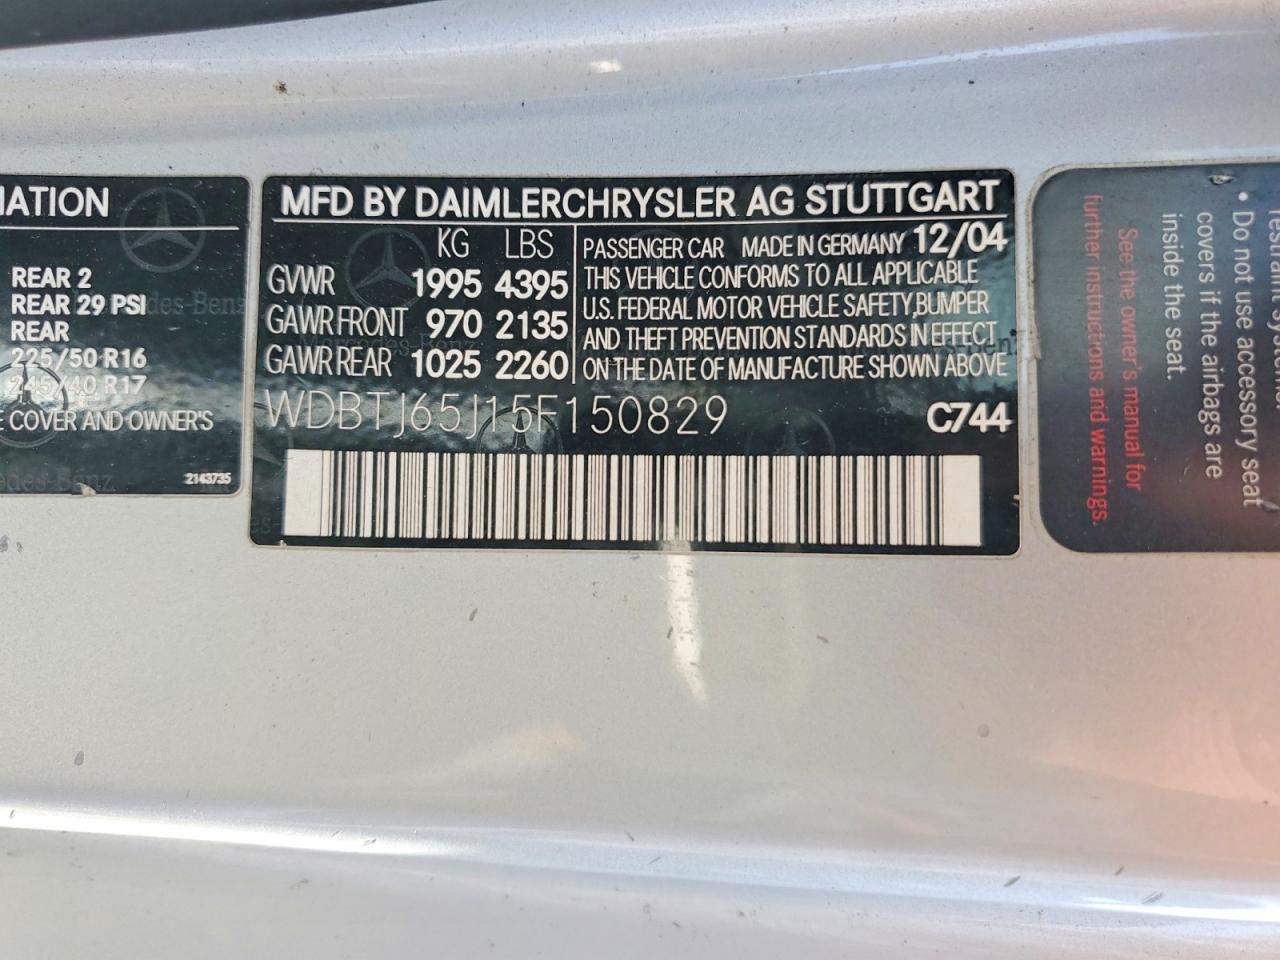 IATION
REAR 2
REAR 29 PSI
REAR
225/50 R16
245/40 R17
E COVER AND OWNER'S
2143735
MFD BY DAIMLERCHRYSLER AG STUTTGART
KG LBS
GVWR 1995 4395
GAWR FRONT 970 2135
GAWR REAR 1025 2260
PASSENGER CAR MADE IN GERMANY 12/04
THIS VEHICLE CONFORMS TO ALL APPLICABLE
U.S. FEDERAL MOTOR VEHICLE SAFETY,BUMPER
AND THEFT PREVENTION STANDARDS IN EFFECT
ON THE DATE OF MANUFACTURE SHOWN ABOVE
WDBTJ65J15F150829
C744
• Do not use accessory seat
covers if the airbags are
inside the seat.
See the owner's manual for
further instructions and warnings.